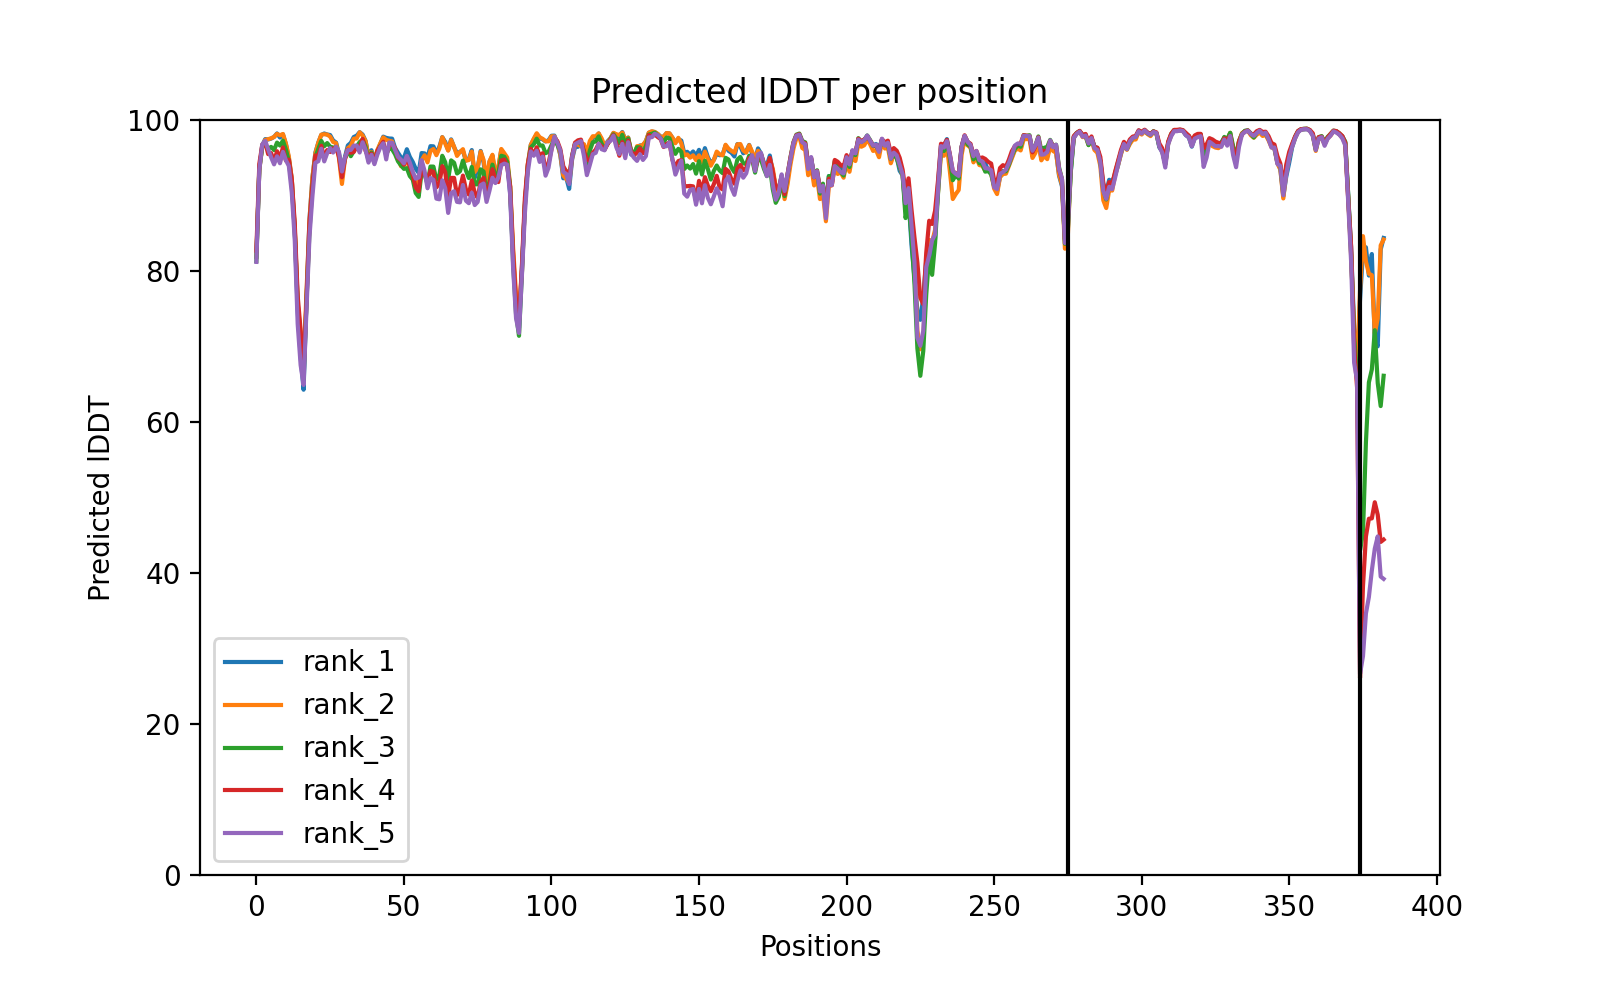 Predicted lDDT per position
Predicted lDDT
100
80
60
40
20
0
rank_1
rank_2
rank_3
rank_4
rank_5
0 50 100 150 200 250 300 350 400
Positions